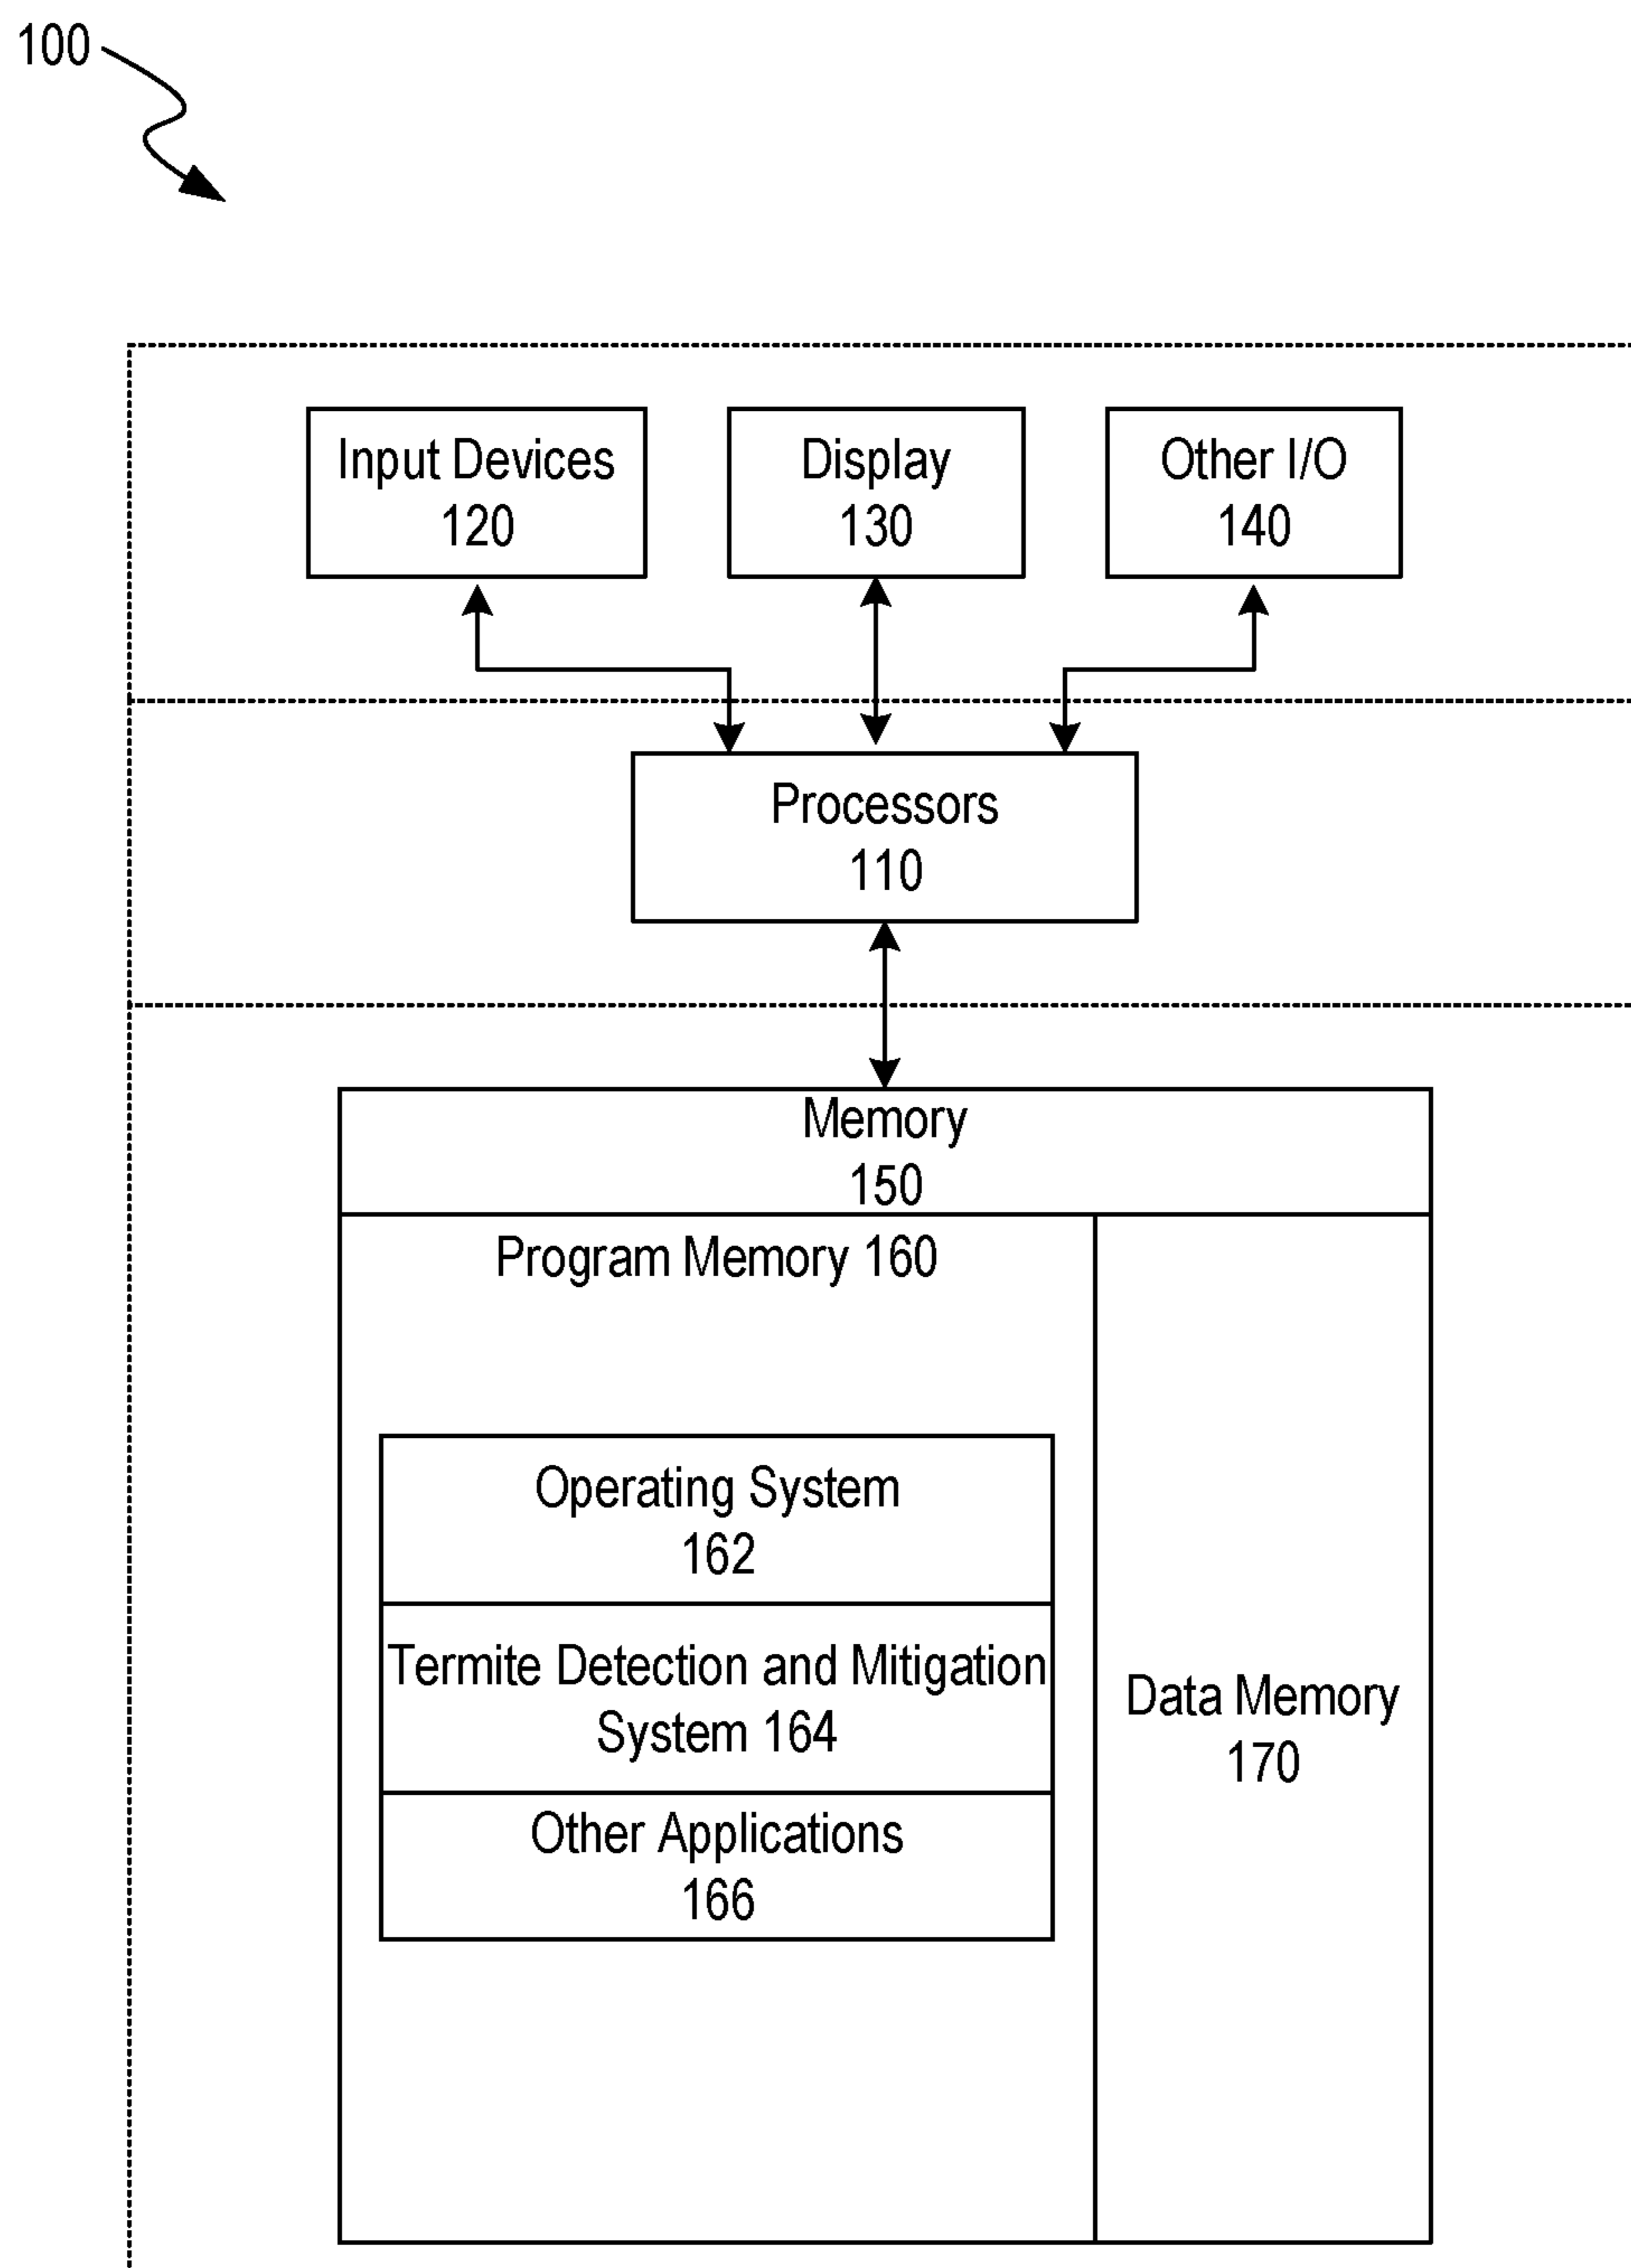 100
Input Devices
120
Display
130
Other I/O
140
Processors
110
Memory
150
Program Memory 160
Operating System
162
Termite Detection and Mitigation
System 164
Other Applications
166
Data Memory
170